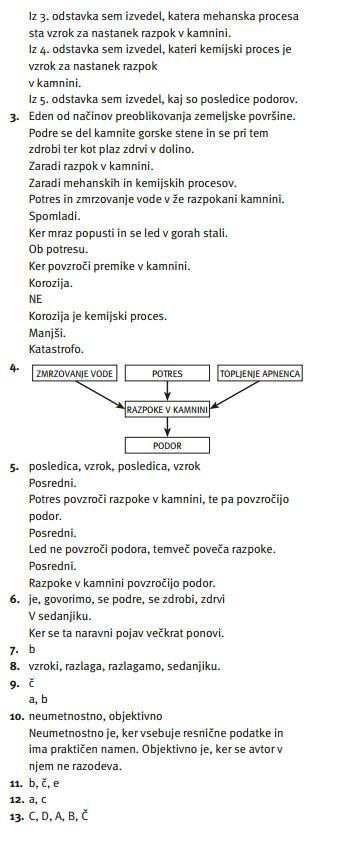 Iz 3. odstavka sem izvedel, katera mehanska procesa
sta vzrok za nastanek razpok v kamnini.
Iz 4. odstavka sem izvedel, kateri kemijski proces je
vzrok za nastanek razpok
v kamnini.
Iz 5. odstavka sem izvedel, kaj so posledice podorov.
3. Eden od načinov preoblikovanja zemeljske površine.
Podre se del kamnite gorske stene in se pri tem
zdrobi ter kot plaz zdrvi v dolino.
Zaradi razpok v kamnini.
Zaradi mehanskih in kemijskih procesov.
Potres in zmrzovanje vode v že razpokani kamnini.
Spomladi.
Ker mraz popusti in se led v gorah stali.
Ob potresu.
Ker povzroči premike v kamnini.
Korozija.
NE
Korozija je kemijski proces.
Manjši.
Katastrofo.
4. ZMRZOVANJE VODE POTRES TOPLJENJE APNENCA
RAZPOKE V KAMNINI
PODOR
5. posledica, vzrok, posledica, vzrok
Posredni.
Potres povzroči razpoke v kamnini, te pa povzročijo
podor.
Posredni.
Led ne povzroči podora, temveč poveča razpoke.
Posredni.
Razpoke v kamnini povzročijo podor.
6. je, govorimo, se podre, se zdrobi, zdrvi
V sedanjiku.
Ker se ta naravni pojav večkrat ponovi.
7. b
8. vzroki, razlaga, razlagamo, sedanjiku.
9. č
a, b
10. neumetnostno, objektivno
Neumetnostno je, ker vsebuje resnične podatke in
ima praktičen namen. Objektivno je, ker se avtor v
njem ne razodeva.
11. b, č, e
12. a, c
13. C, D, A, B, Č